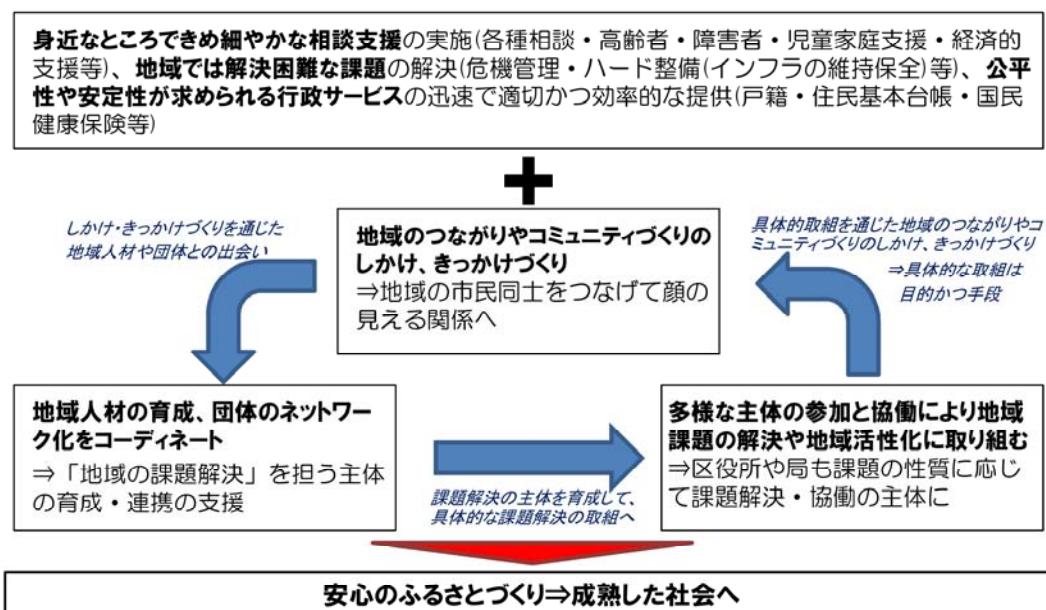 身近なところできめ細やかな相談支援の実施(各種相談・高齢者・障害者・児童家庭支援・経済的
支援等)、地域では解決困難な課題の解決(危機管理・ハード整備(インフラの維持保全)等)、公平
性や安定性が求められる行政サービスの迅速で適切かつ効率的な提供(戸籍・住民基本台帳・国民
健康保険等)
しかけ・きっかけづくりを通じた
地域人材や団体との出会い
地域のつながりやコミュニティづくりの
しかけ、きっかけづくり
⇒地域の市民同士をつなげて顔の
見える関係へ
具体的取組を通じた地域のつながりやコ
ミュニティづくりのしかけ、きっかけづくり
⇒具体的な取組は
目的かつ手段
地域人材の育成、団体のネットワー
ク化をコーディネート
⇒「地域の課題解決」を担う主体
の育成・連携の支援
課題解決の主体を育成して、
具体的な課題解決の取組へ
多様な主体の参加と協働により地域
課題の解決や地域活性化に取り組む
⇒区役所や局も課題の性質に応じ
て課題解決・協働の主体に
安心のふるさとづくり⇒成熟した社会へ